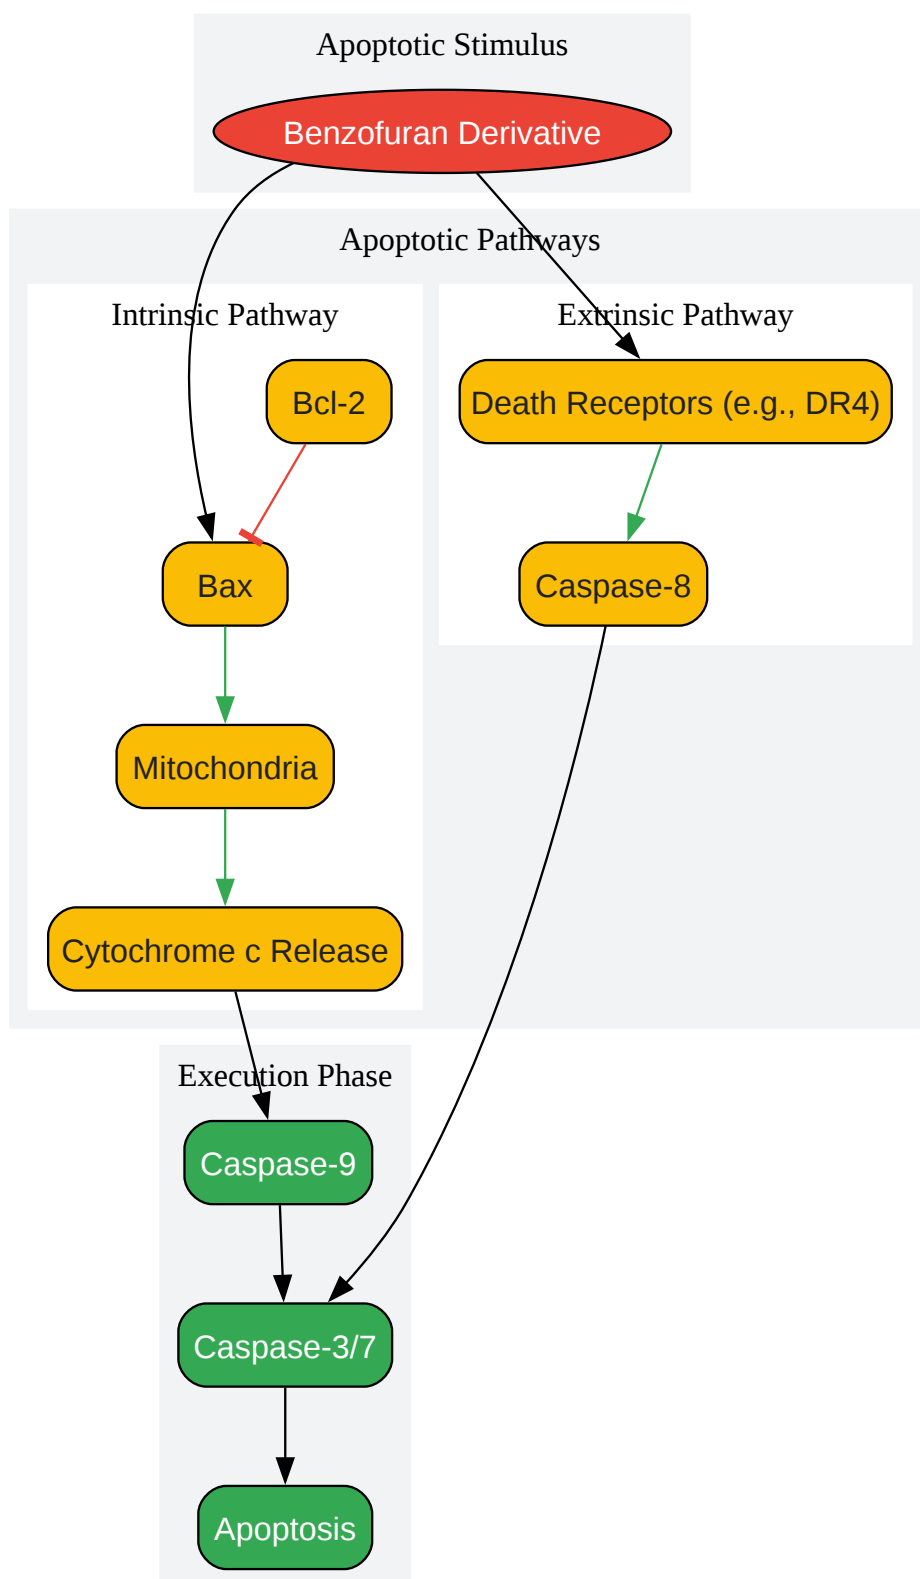 Apoptotic Stimulus
Benzofuran Derivative
Apoptotic Pathways
Intrinsic Pathway
Bcl-2
Bax
Mitochondria
Cytochrome c Release
Extrinsic Pathway
Death Receptors (e.g., DR4)
Caspase-8
Execution Phase
Caspase-9
Caspase-3/7
Apoptosis